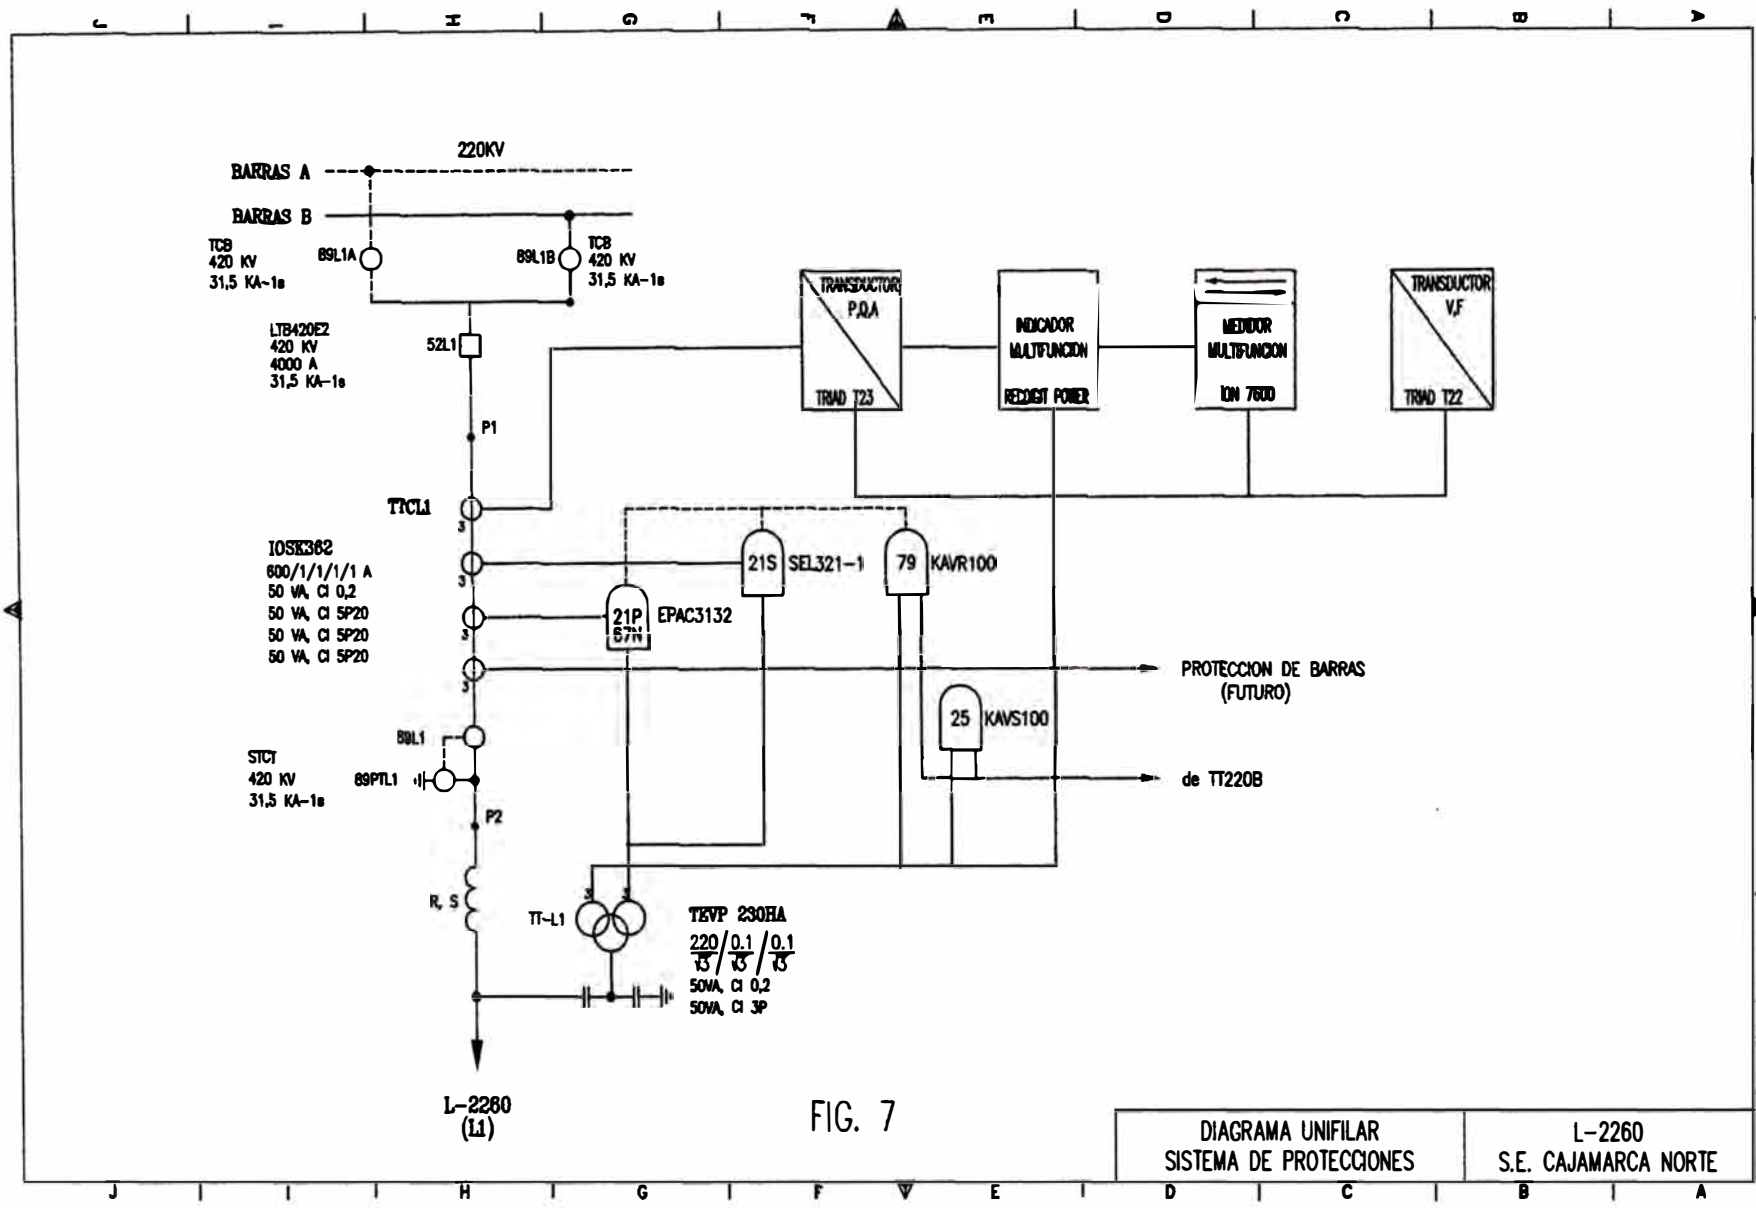 J I H G F E D C B A
220KV
BARRAS A
BARRAS B
TCB
420 KV
31,5 KA-1s
89L1A
89L1B
TCB
420 KV
31,5 KA-1s
LTB420E2
420 KV
4000 A
31,5 KA-1s
52L1
P1
TRANSDUCTOR
P,Q,A
TRIAD T23
INDICADOR
MULTIFUNCION
POWER
MEDIDOR
MULTIFUNCION
ION 7600
TRANSDUCTOR
V,F
TRIAD T22
TTCL1
3
IOSK362
600/1/1/1/1 A
50 VA, Cl 0,2
50 VA, Cl 5P20
50 VA, Cl 5P20
50 VA, Cl 5P20
3
3
3
21S
SEL321-1
79
KAVR100
21P
67N
EPAC3132
PROTECCION DE BARRAS
(FUTURO)
25
KAVS100
89L1
STCT
420 KV
31,5 KA-1s
89PTL1
de TT220B
P2
R, S
3
3
TT-L1
TEVP 230HA
220/√3 / 0.1/√3 / 0.1/√3
50VA, Cl 0,2
50VA, Cl 3P
L-2260
(L1)
FIG. 7
DIAGRAMA UNIFILAR
SISTEMA DE PROTECCIONES
L-2260
S.E. CAJAMARCA NORTE
J I H G F E D C B A